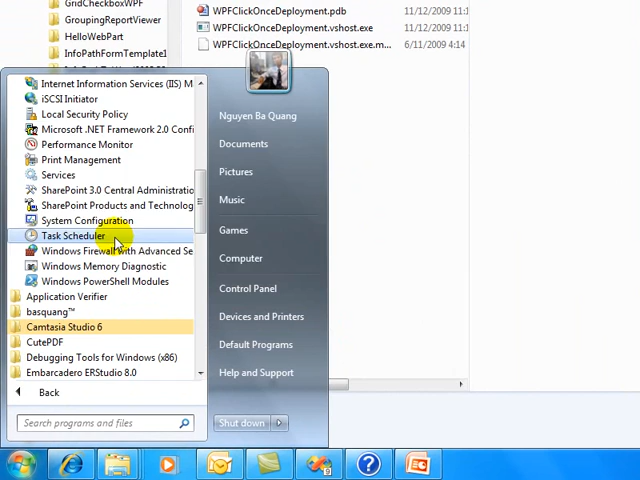 GroupingReportViewer
HelloWebPart
InfoPathFormTemplate1
WPFClickOnceDeployment.pdb 11/12/2009 11:1
WPFClickOnceDeployment.vshost.exe 11/12/2009 11:1
WPFClickOnceDeployment.vshost.exe.m... 6/11/2009 4:14
Internet Information Services (IIS) M
iSCSI Initiator
Local Security Policy
Microsoft .NET Framework 2.0 Confi
Performance Monitor
Print Management
Services
SharePoint 3.0 Central Administratio
SharePoint Products and Technolog
System Configuration
Task Scheduler
Windows Firewall with Advanced Se
Windows Memory Diagnostic
Windows PowerShell Modules
Application Verifier
basquang™
Camtasia Studio 6
CutePDF
Debugging Tools for Windows (x86)
Embarcadero ERStudio 8.0
Back
Search programs and files
Nguyen Ba Quang
Documents
Pictures
Music
Games
Computer
Control Panel
Devices and Printers
Default Programs
Help and Support
Shut down
9